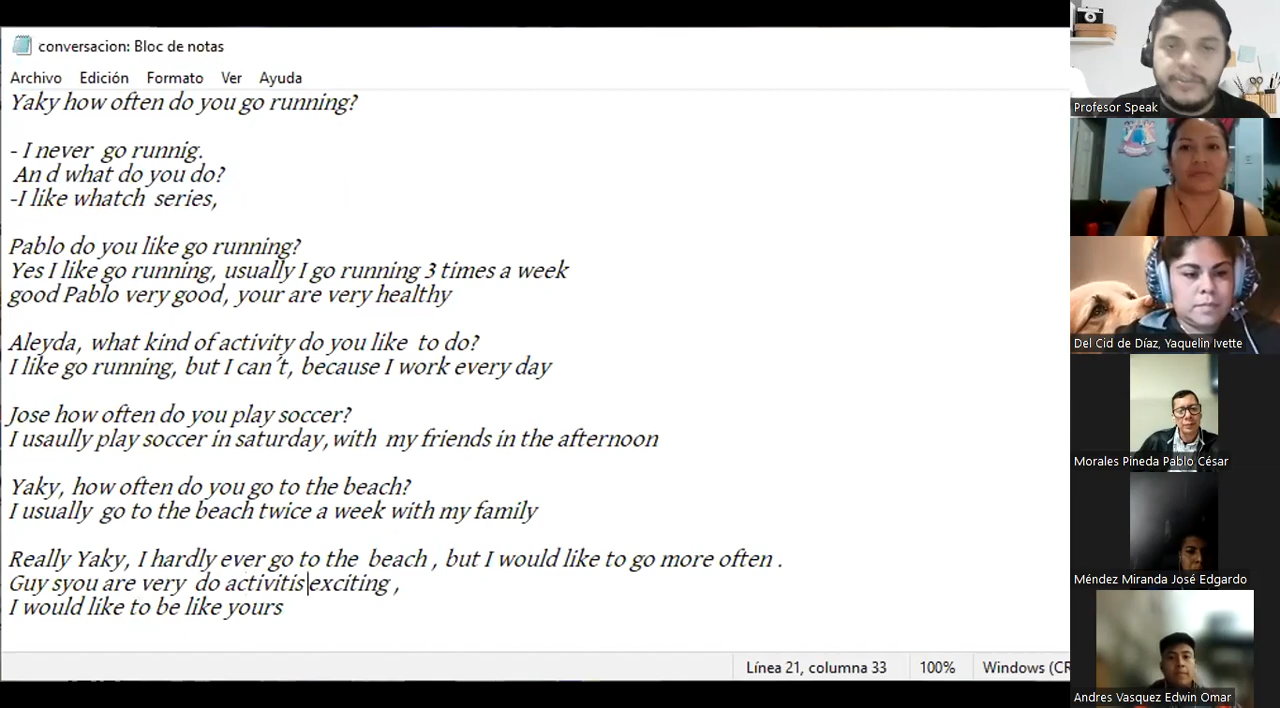 conversacion: Bloc de notas
Archivo Edición Formato Ver Ayuda
Yaky how often do you go running?
- I never go runnig.
An d what do you do?
-I like whatch series,
Pablo do you like go running?
Yes I like go running, usually I go running 3 times a week
good Pablo very good, your are very healthy
Aleyda, what kind of activity do you like to do?
I like go running, but I can´t, because I work every day
Jose how often do you play soccer?
I usaully play soccer in saturday, with my friends in the afternoon
Yaky, how often do you go to the beach?
I usually go to the beach twice a week with my family
Really Yaky, I hardly ever go to the beach , but I would like to go more often .
Guy syou are very do activitis exciting ,
I would like to be like yours
Línea 21, columna 33 100% Windows (CR
Profesor Speak
Del Cid de Díaz, Yaquelin Ivette
Morales Pineda Pablo César
Méndez Miranda José Edgardo
Andres Vasquez Edwin Omar